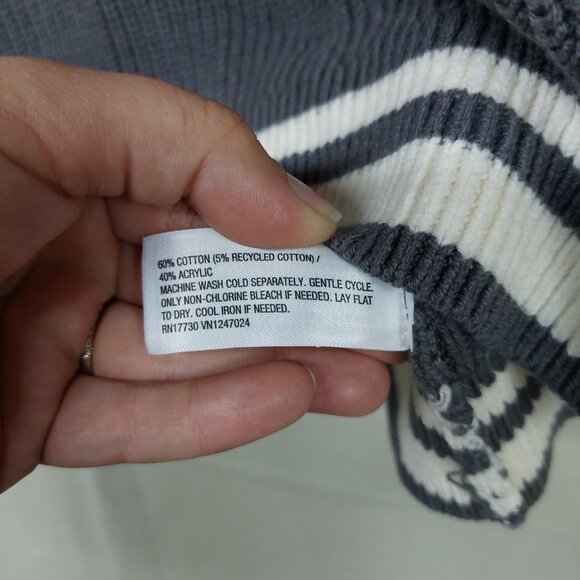 60% COTTON (5% RECYCLED COTTON) /
40% ACRYLIC
MACHINE WASH COLD SEPARATELY. GENTLE CYCLE.
ONLY NON-CHLORINE BLEACH IF NEEDED. LAY FLAT
TO DRY. COOL IRON IF NEEDED.
RN17730 VN1247024